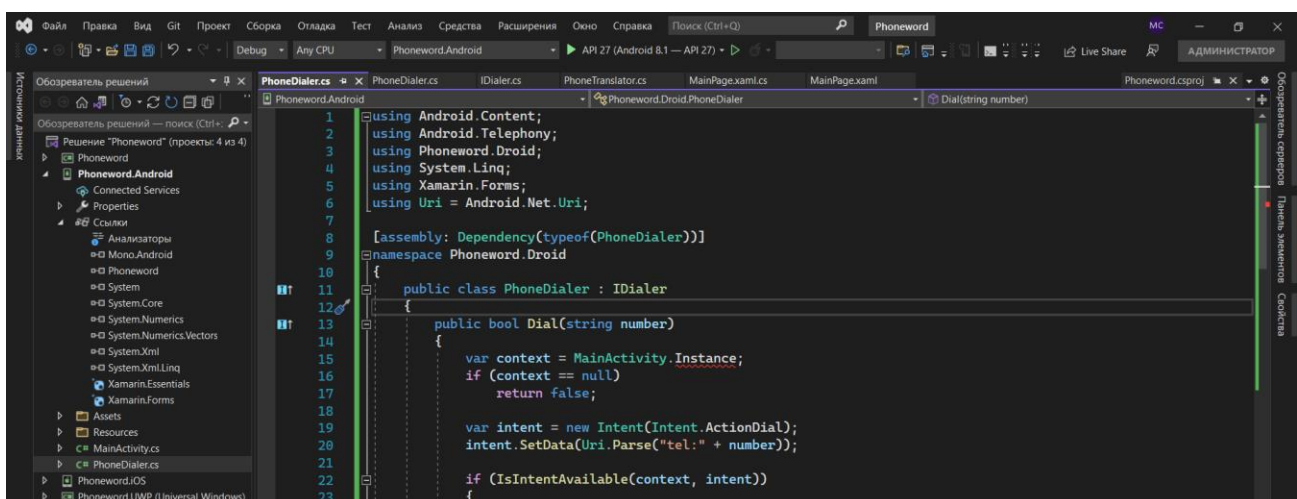 Файл Правка Вид Git Проект Сборка Отладка Тест Анализ Средства Расширения Окно Справка Поиск (Ctrl+Q) Phoneword МС
Debug Any CPU Phoneword.Android API 27 (Android 8.1 — API 27) Live Share АДМИНИСТРАТОР
Источники данных
Обозреватель решений
Обозреватель решений — поиск (Ctrl+;
Решение "Phoneword" (проекты: 4 из 4)
Phoneword
Phoneword.Android
Connected Services
Properties
Ссылки
Анализаторы
Mono.Android
Phoneword
System
System.Core
System.Numerics
System.Numerics.Vectors
System.Xml
System.Xml.Linq
Xamarin.Essentials
Xamarin.Forms
Assets
Resources
C# MainActivity.cs
C# PhoneDialer.cs
Phoneword.iOS
Phoneword.UWP (Universal Windows)
PhoneDialer.cs PhoneDialer.cs IDialer.cs PhoneTranslator.cs MainPage.xaml.cs MainPage.xaml Phoneword.csproj
Phoneword.Android Phoneword.Droid.PhoneDialer Dial(string number)
1 using Android.Content;
2 using Android.Telephony;
3 using Phoneword.Droid;
4 using System.Linq;
5 using Xamarin.Forms;
6 using Uri = Android.Net.Uri;
7
8 [assembly: Dependency(typeof(PhoneDialer))]
9 namespace Phoneword.Droid
10 {
11 public class PhoneDialer : IDialer
12 {
13 public bool Dial(string number)
14 {
15 var context = MainActivity.Instance;
16 if (context == null)
17 return false;
18
19 var intent = new Intent(Intent.ActionDial);
20 intent.SetData(Uri.Parse("tel:" + number));
21
22 if (IsIntentAvailable(context, intent))
23 {
Обозреватель серверов
Панель элементов
Свойства